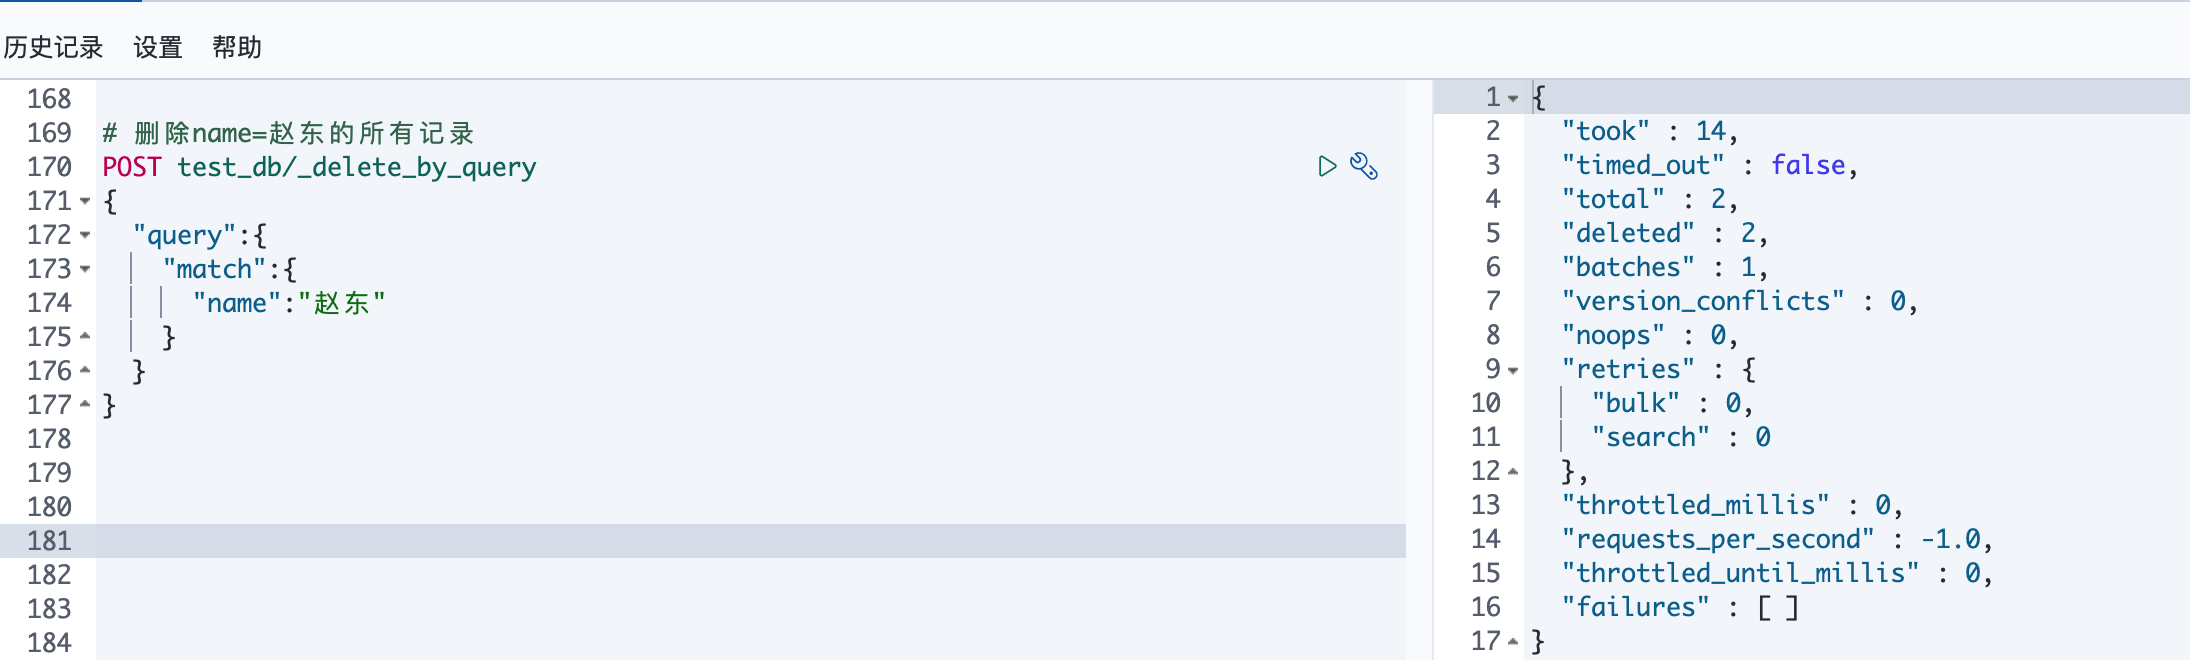 历史记录 设置 帮助
168
169 # 删除name=赵东的所有记录
170 POST test_db/_delete_by_query
171 {
172 "query":{
173 "match":{
174 "name":"赵东"
175 }
176 }
177 }
178
179
180
181
182
183
184
1 {
2 "took" : 14,
3 "timed_out" : false,
4 "total" : 2,
5 "deleted" : 2,
6 "batches" : 1,
7 "version_conflicts" : 0,
8 "noops" : 0,
9 "retries" : {
10 "bulk" : 0,
11 "search" : 0
12 },
13 "throttled_millis" : 0,
14 "requests_per_second" : -1.0,
15 "throttled_until_millis" : 0,
16 "failures" : [ ]
17 }